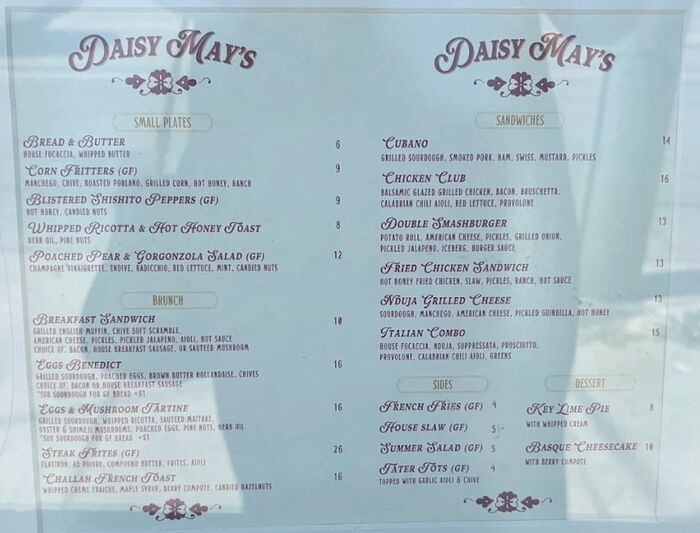 DAISY MAY'S
SMALL PLATES
BREAD & BUTTER 6
HOUSE FOCACCIA, WHIPPED BUTTER
CORN FRITTERS (GF) 9
MANCHEGO, CHIVE, ROASTED POBLANO, GRILLED CORN, HOT HONEY, RANCH
BLISTERED SHISHITO PEPPERS (GF) 9
HOT HONEY, CANDIED NUTS
WHIPPED RICOTTA & HOT HONEY TOAST 8
HERB OIL, PINE NUTS
POACHED PEAR & GORGONZOLA SALAD (GF) 12
CHAMPAGNE VINAIGRETTE, ENDIVE, RADICCHIO, RED LETTUCE, MINT, CANDIED NUTS
BRUNCH
BREAKFAST SANDWICH 10
GRILLED ENGLISH MUFFIN, CHIVE SOFT SCRAMBLE,
AMERICAN CHEESE, PICKLES, PICKLED JALAPENO, AIOLI, HOT SAUCE
CHOICE OF: BACON, HOUSE BREAKFAST SAUSAGE, OR SAUTEED MUSHROOM
EGGS BENEDICT 16
GRILLED SOURDOUGH, POACHED EGGS, BROWN BUTTER HOLLANDAISE, CHIVES
CHOICE OF: BACON OR HOUSE BREAKFAST SAUSAGE
*SUB SOURDOUGH FOR GF BREAD +$1
EGGS & MUSHROOM TARTINE 16
GRILLED SOURDOUGH, WHIPPED RICOTTA, SAUTEED MAITAKE,
OYSTER & SHIMEJI MUSHROOMS, POACHED EGGS, PINE NUTS, HERB OIL
*SUB SOURDOUGH FOR GF BREAD +$1
STEAK FRITES (GF) 26
FLATIRON, AU POIVRE, COMPOUND BUTTER, FRITES, AIOLI
CHALLAH FRENCH TOAST 16
WHIPPED CREME FRAICHE, MAPLE SYRUP, BERRY COMPOTE, CANDIED HAZELNUTS
DAISY MAY'S
SANDWICHES
CUBANO 14
GRILLED SOURDOUGH, SMOKED PORK, HAM, SWISS, MUSTARD, PICKLES
CHICKEN CLUB 16
BALSAMIC GLAZED GRILLED CHICKEN, BACON, BRUSCHETTA,
CALABRIAN CHILI AIOLI, RED LETTUCE, PROVOLONE
DOUBLE SMASHBURGER 13
POTATO ROLL, AMERICAN CHEESE, PICKLES, GRILLED ONION,
PICKLED JALAPENO, ICEBERG, BURGER SAUCE
FRIED CHICKEN SANDWICH 13
HOT HONEY FRIED CHICKEN, SLAW, PICKLES, RANCH, HOT SAUCE
NDUJA GRILLED CHEESE 13
SOURDOUGH, MANCHEGO, AMERICAN CHEESE, PICKLED GUINDILLA, HOT HONEY
ITALIAN COMBO 15
HOUSE FOCACCIA, NDUJA, SOPPRESSATA, PROSCIUTTO,
PROVOLONE, CALABRIAN CHILI AIOLI, GREENS
SIDES
FRENCH FRIES (GF) 4
HOUSE SLAW (GF) 5
SUMMER SALAD (GF) 5
TATER TOTS (GF) 4
TOPPED WITH GARLIC AIOLI & CHIVE
DESSERT
KEY LIME PIE 8
WITH WHIPPED CREAM
BASQUE CHEESECAKE 10
WITH BERRY COMPOTE